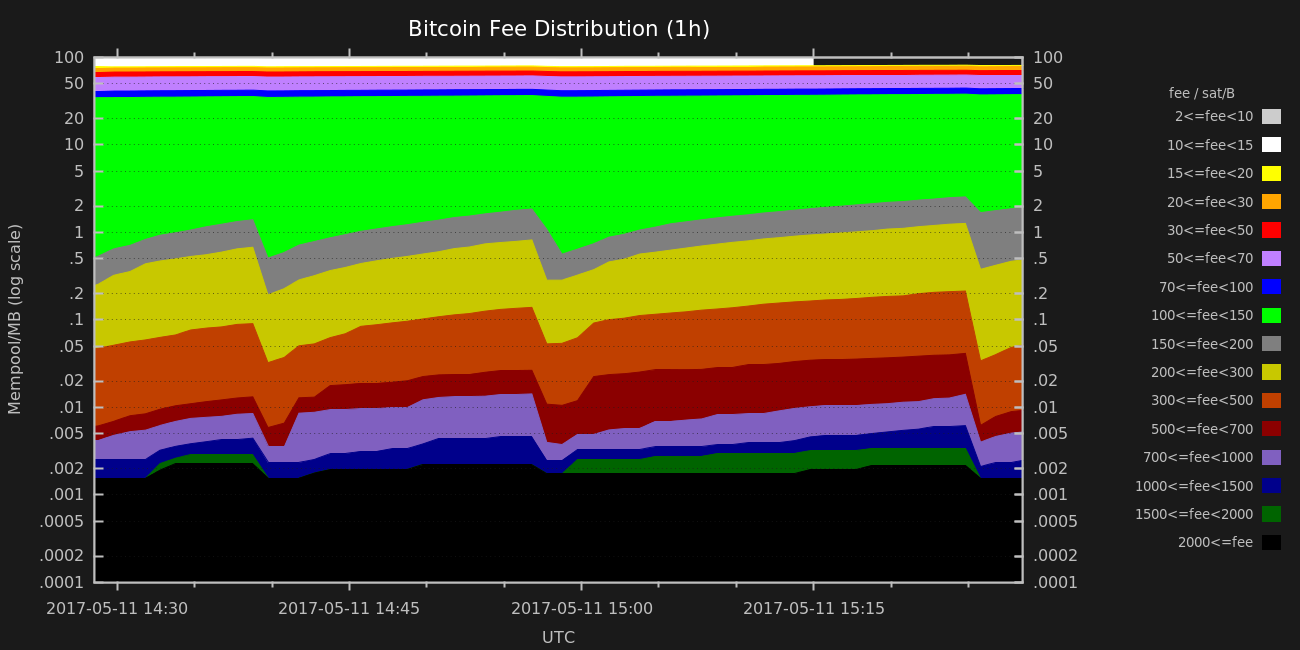 Bitcoin Fee Distribution (1h)
100 100
50 50
20 20
10 10
5 5
2 2
1 1
.5 .5
.2 .2
.1 .1
.05 .05
.02 .02
.01 .01
.005 .005
.002 .002
.001 .001
.0005 .0005
.0002 .0002
.0001 .0001
Mempool/MB (log scale)
2017-05-11 14:30 2017-05-11 14:45 2017-05-11 15:00 2017-05-11 15:15
UTC
fee / sat/B
2<=fee<10
10<=fee<15
15<=fee<20
20<=fee<30
30<=fee<50
50<=fee<70
70<=fee<100
100<=fee<150
150<=fee<200
200<=fee<300
300<=fee<500
500<=fee<700
700<=fee<1000
1000<=fee<1500
1500<=fee<2000
2000<=fee